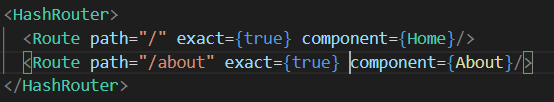 <HashRouter>
<Route path="/" exact={true} component={Home}/>
<Route path="/about" exact={true} component={About}/>
</HashRouter>